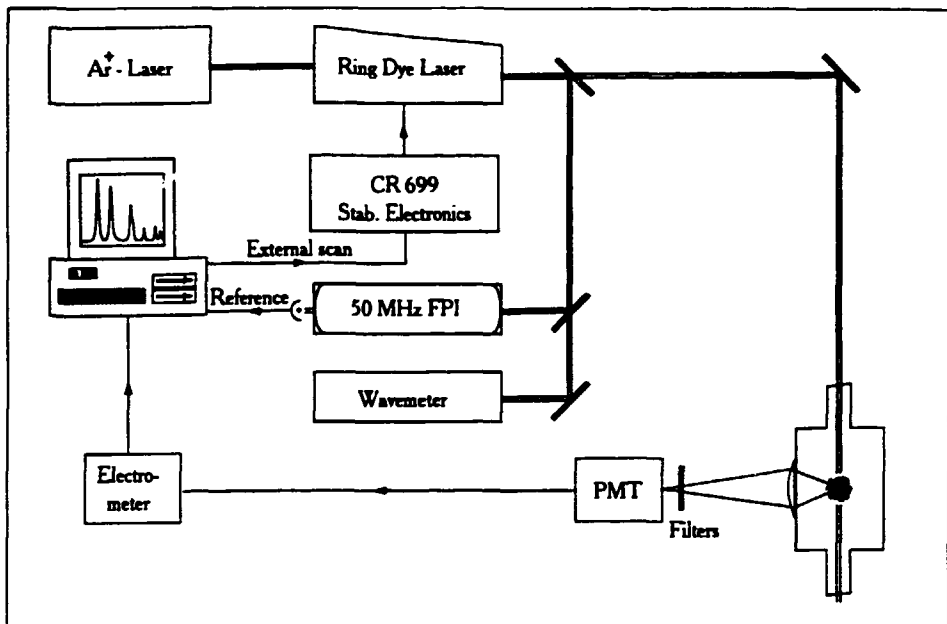 Ar⁺ - Laser
Ring Dye Laser
CR 699
Stab. Electronics
External scan
Reference
50 MHz FPI
Wavemeter
Electro-
meter
PMT
Filters